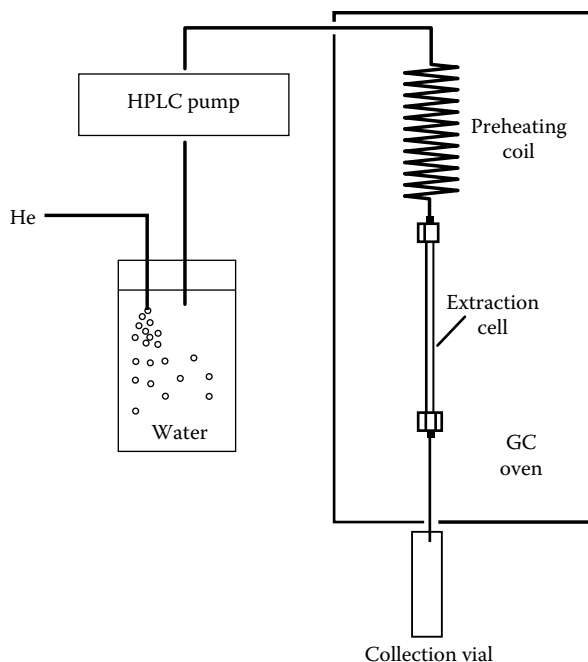 HPLC pump
Preheating
coil
He
Extraction
cell
Water
GC
oven
Collection vial